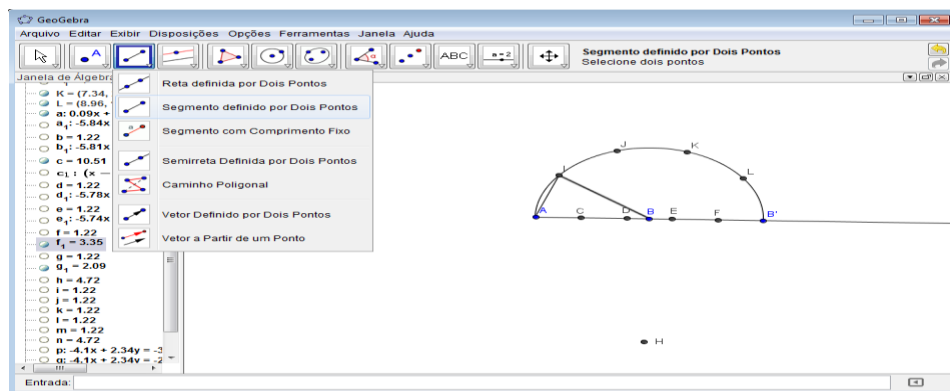 GeoGebra
Arquivo Editar Exibir Disposições Opções Ferramentas Janela Ajuda
A
ABC
a=2
Segmento definido por Dois Pontos
Selecione dois pontos
Janela de Álgebra
K = (7.34,
L = (8.96,
a: 0.09x +
a₁: -5.84x
b = 1.22
b₁: -5.81x
c = 10.51
c₁ : (x —
d = 1.22
d₁: -5.78x
e = 1.22
e₁: -5.74x
f = 1.22
f₁ = 3.35
g = 1.22
g₁ = 2.09
h = 4.72
i = 1.22
j = 1.22
k = 1.22
l = 1.22
m = 1.22
n = 4.72
p: -4.1x + 2.34y = -3
q: -4.1x + 2.34y = -2
Reta definida por Dois Pontos
Segmento definido por Dois Pontos
Segmento com Comprimento Fixo
Semirreta Definida por Dois Pontos
Caminho Poligonal
Vetor Definido por Dois Pontos
Vetor a Partir de um Ponto
J
K
I
L
A
C
D
B
E
F
B'
H
Entrada: